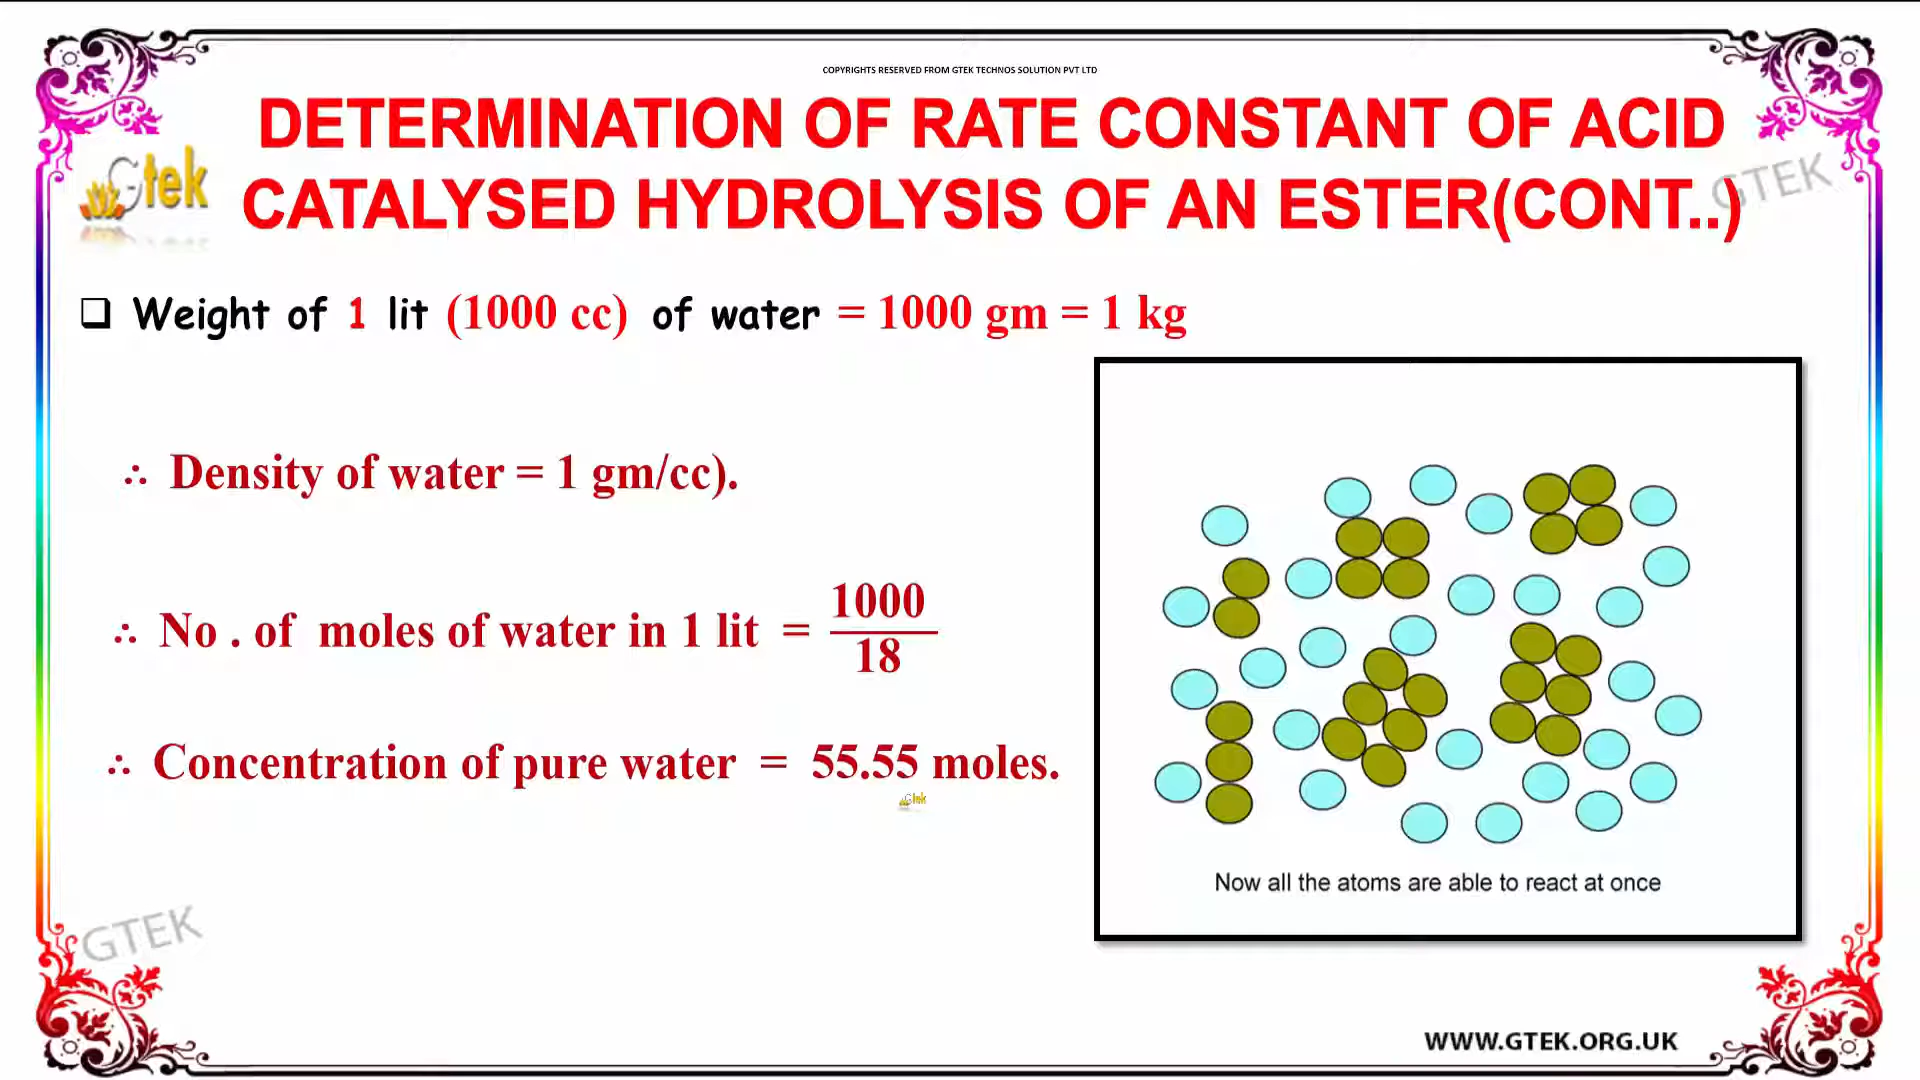 COPYRIGHTS RESERVED FROM GTEK TECHNOS SOLUTION PVT LTD
DETERMINATION OF RATE CONSTANT OF ACID
CATALYSED HYDROLYSIS OF AN ESTER(CONT..)
Gtek
GTEK
❑ Weight of 1 lit (1000 cc) of water = 1000 gm = 1 kg
∴ Density of water = 1 gm/cc).
∴ No . of moles of water in 1 lit = 1000/18
∴ Concentration of pure water = 55.55 moles.
Gtek
Now all the atoms are able to react at once
GTEK
WWW.GTEK.ORG.UK